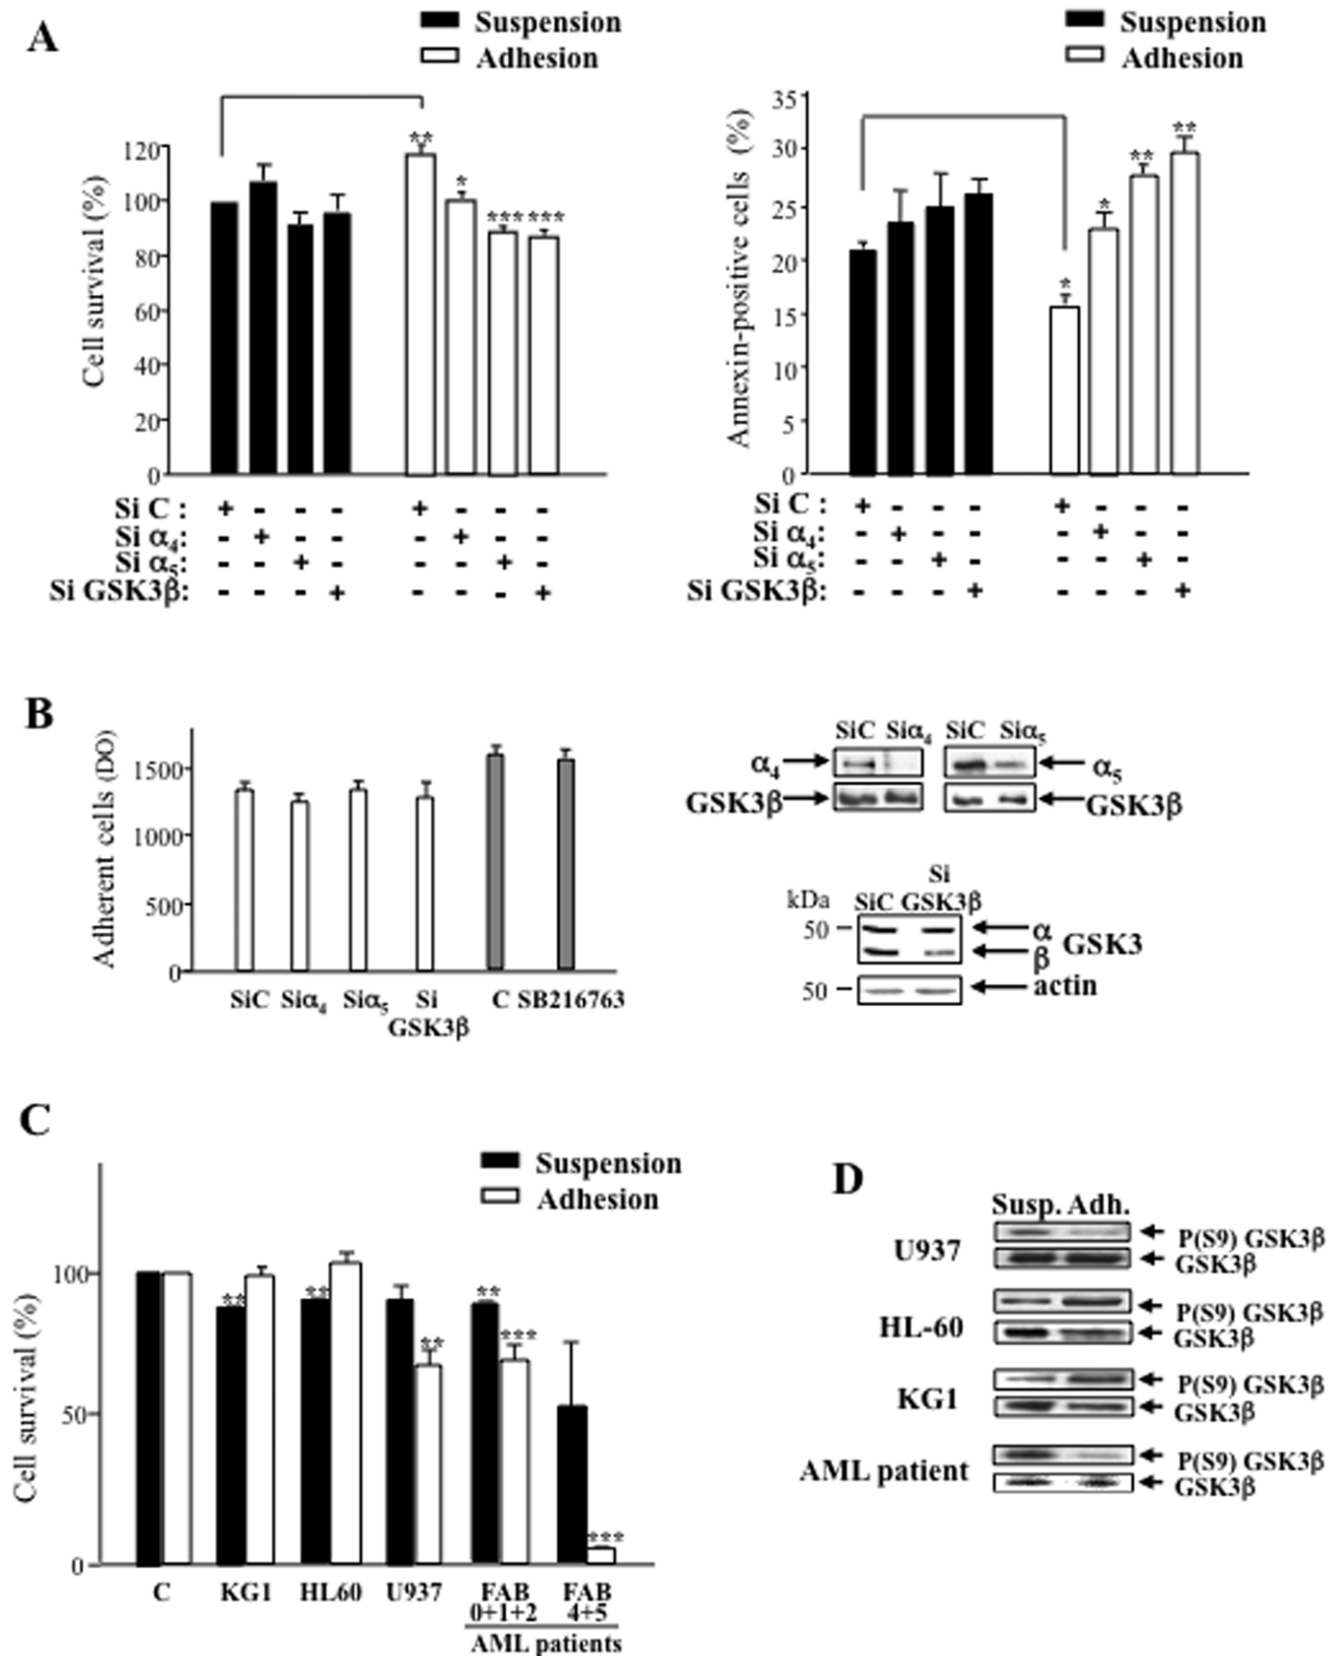 A
Suspension
Adhesion
Cell survival (%)
120
100
80
60
40
20
0
** * *** ***
Si C : + - - - + - - -
Si α4: - + - - - + - -
Si α5: - - + - - - + -
Si GSK3β: - - - + - - - +
Suspension
Adhesion
Annexin-positive cells (%)
35
30
25
20
15
10
5
0
* * ** **
Si C : + - - - + - - -
Si α4: - + - - - + - -
Si α5: - - + - - - + -
Si GSK3β: - - - + - - - +
B
Adherent cells (DO)
1500
1000
500
0
SiC Siα4 Siα5 Si GSK3β C SB216763
SiC Siα4 SiC Siα5
α4 α5
GSK3β GSK3β
kDa SiC Si GSK3β
50 α
β GSK3
50 actin
C
Suspension
Adhesion
Cell survival (%)
100
50
0
** ** ** ** *** ***
C KG1 HL60 U937 FAB 0+1+2 FAB 4+5
AML patients
D
Susp. Adh.
U937 P(S9) GSK3β
GSK3β
HL-60 P(S9) GSK3β
GSK3β
KG1 P(S9) GSK3β
GSK3β
AML patient P(S9) GSK3β
GSK3β